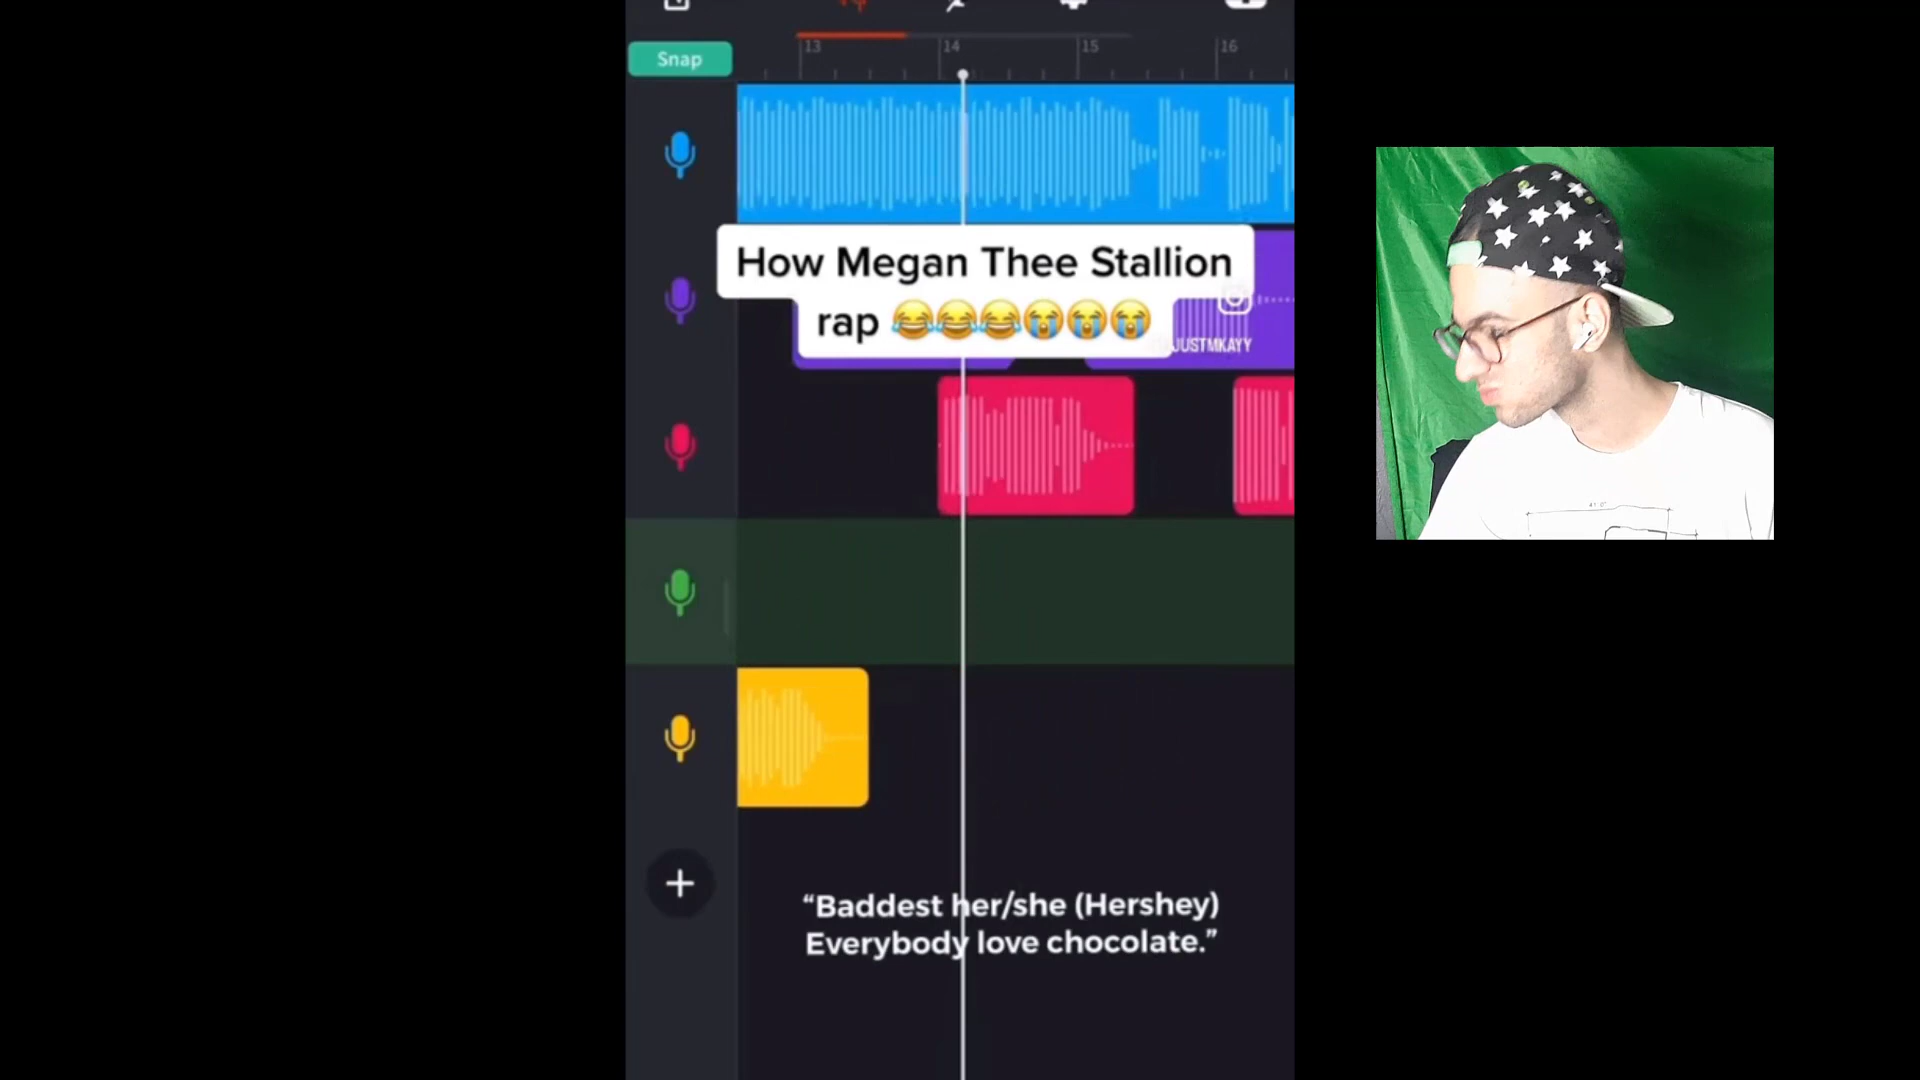 13 14 15 16
Snap
How Megan Thee Stallion
rap 😂😂😂😭😭😭
JUSTMKAYY
“Baddest her/she (Hershey)
Everybody love chocolate.”